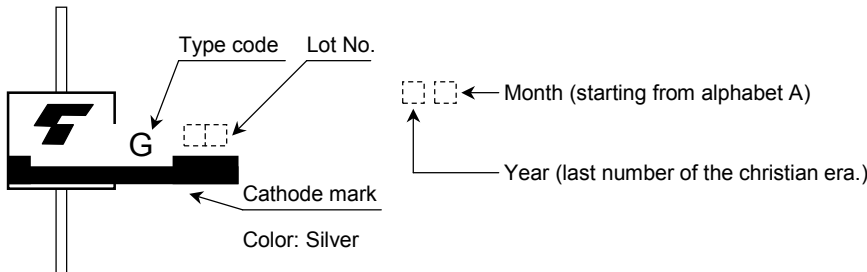 Type code
Lot No.
Month (starting from alphabet A)
G
Year (last number of the christian era.)
Cathode mark
Color: Silver